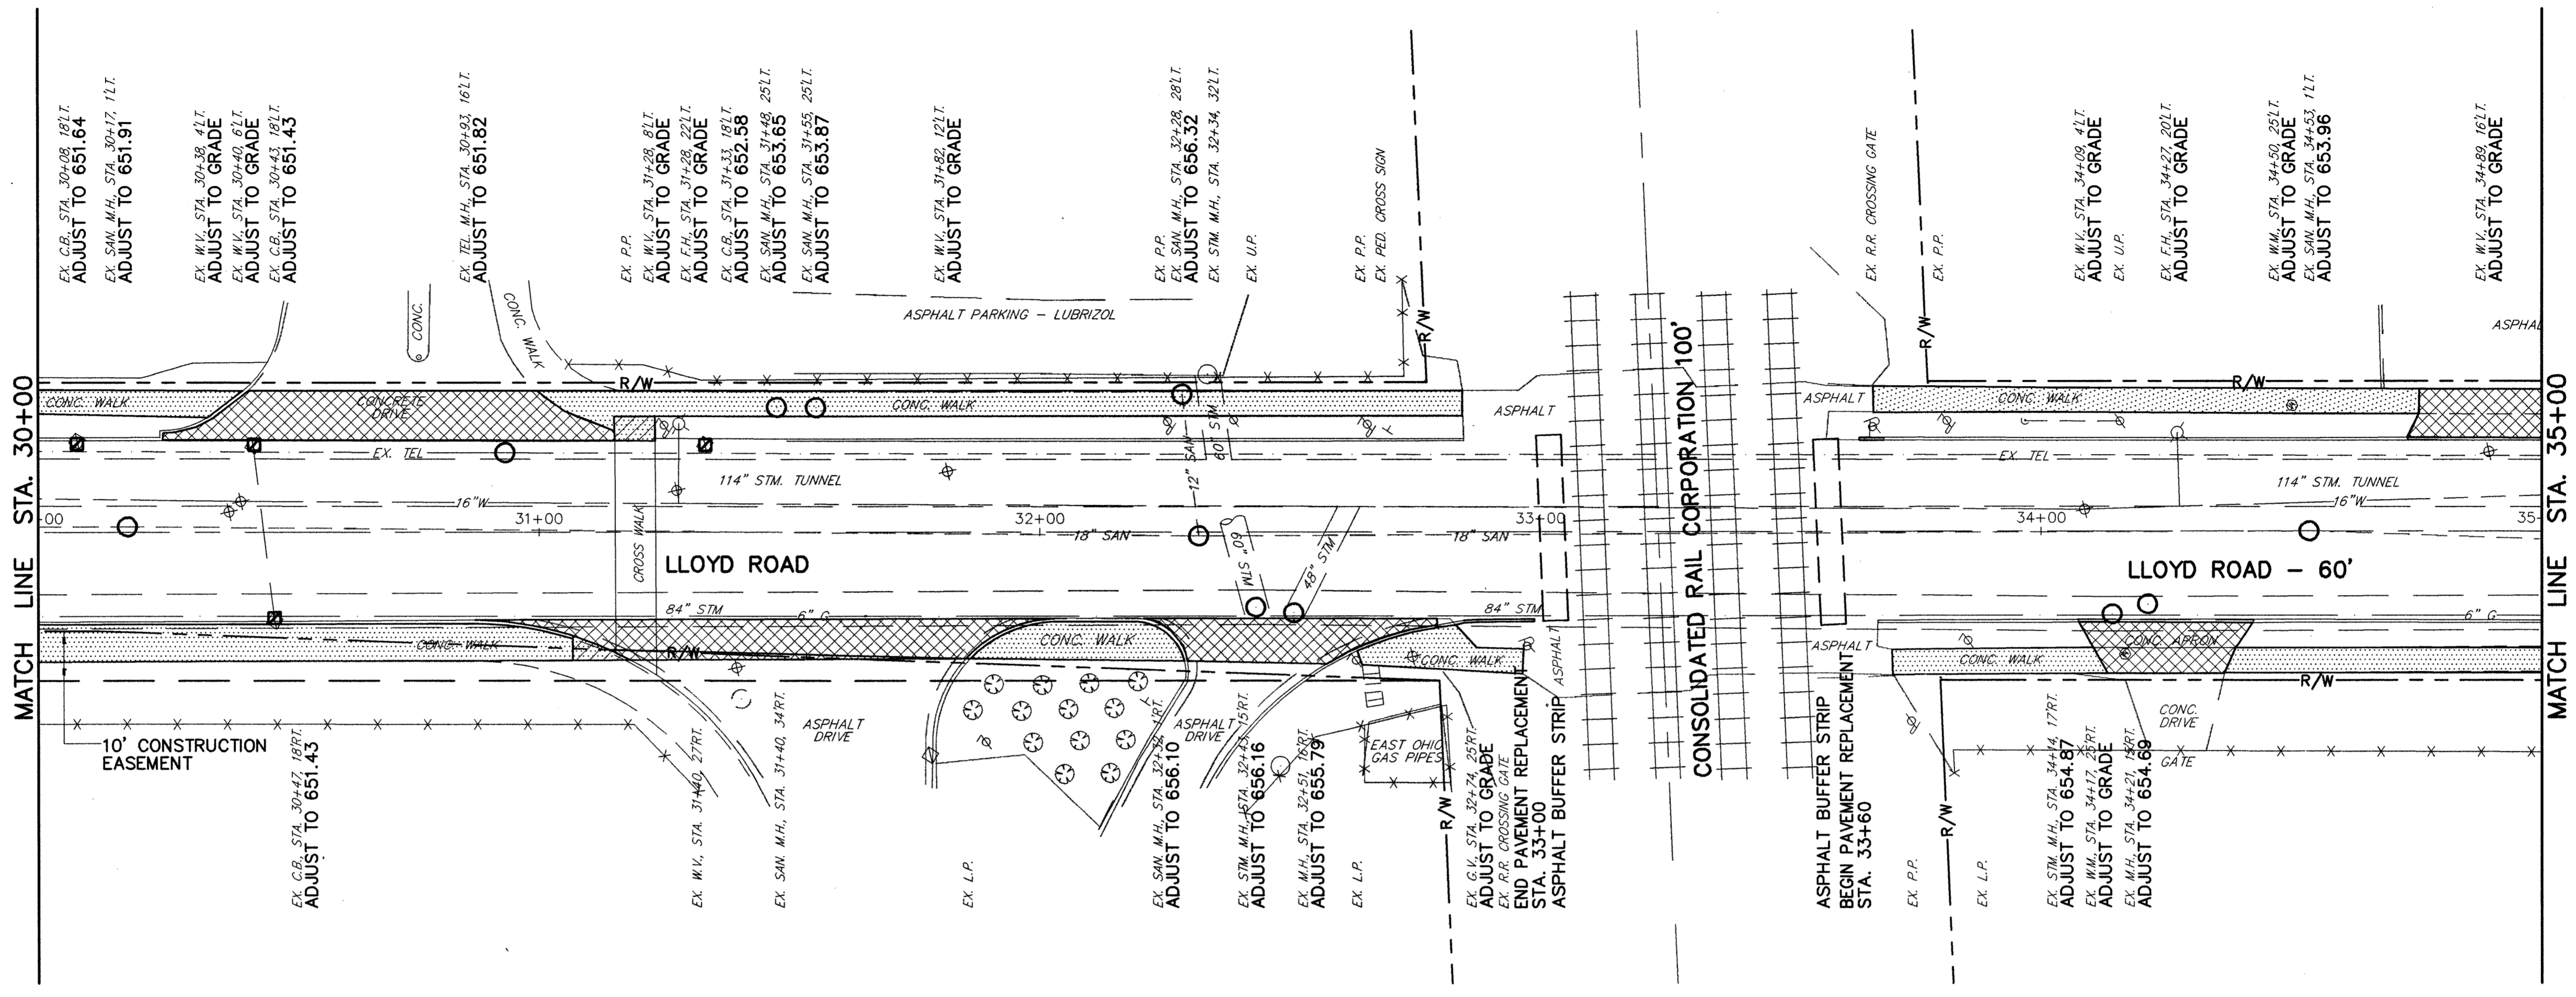 EX. C.B., STA. 30+08, 18'LT.
ADJUST TO 651.64
EX. SAN. M.H., STA. 30+17, 1'LT.
ADJUST TO 651.91
EX. W.V., STA. 30+38, 4'LT.
ADJUST TO GRADE
EX. W.V., STA. 30+40, 6'LT.
ADJUST TO GRADE
EX. C.B., STA. 30+43, 18'LT.
ADJUST TO 651.43
EX. TEL. M.H., STA. 30+93, 16'LT.
ADJUST TO 651.82
EX. P.P.
EX. W.V., STA. 31+28, 8'LT.
ADJUST TO GRADE
EX. F.H., STA. 31+28, 22'LT.
ADJUST TO GRADE
EX. C.B., STA. 31+33, 18'LT.
ADJUST TO 652.58
EX. SAN. M.H., STA. 31+48, 25'LT.
ADJUST TO 653.65
EX. SAN. M.H., STA. 31+55, 25'LT.
ADJUST TO 653.87
EX. W.V., STA. 31+82, 12'LT.
ADJUST TO GRADE
EX. P.P.
EX. SAN. M.H., STA. 32+28, 28'LT.
ADJUST TO 656.32
EX. STM. M.H., STA. 32+34, 32'LT.
EX. U.P.
EX. P.P.
EX. PED. CROSS SIGN
EX. R.R. CROSSING GATE
EX. P.P.
EX. W.V., STA. 34+09, 4'LT.
ADJUST TO GRADE
EX. U.P.
EX. F.H., STA. 34+27, 20'LT.
ADJUST TO GRADE
EX. W.M., STA. 34+50, 25'LT.
ADJUST TO GRADE
EX. SAN. M.H., STA. 34+53, 1'LT.
ADJUST TO 653.96
EX. W.V., STA. 34+89, 16'LT.
ADJUST TO GRADE
CONC.
CONC. WALK
ASPHALT PARKING - LUBRIZOL
R/W
R/W
ASPHAL
MATCH LINE STA. 30+00
R/W
R/W
CONC. WALK
CONCRETE DRIVE
CONC. WALK
ASPHALT
ASPHALT
CONC. WALK
EX. TEL
12" SAN
60" STM
EX. TEL
114" STM. TUNNEL
114" STM. TUNNEL
16"W
16"W
00
31+00
32+00
33+00
34+00
35
18" SAN
18" SAN
CROSS WALK
LLOYD ROAD
60" STM
48" STM
CONSOLIDATED RAIL CORPORATION 100'
LLOYD ROAD - 60'
MATCH LINE STA. 35+00
84" STM
6" G
84" STM
6" G
CONC. WALK
R/W
CONC. WALK
CONC. WALK
ASPHALT
ASPHALT
CONC. WALK
CONC. APRON
R/W
10' CONSTRUCTION
EASEMENT
ASPHALT
DRIVE
ASPHALT
DRIVE
EAST OHIO
GAS PIPES
CONC.
DRIVE
GATE
R/W
R/W
EX. C.B., STA. 30+47, 18'RT.
ADJUST TO 651.43
EX. W.V., STA. 31+40, 27'RT.
EX. SAN. M.H., STA. 31+40, 34'RT.
EX. L.P.
EX. SAN. M.H., STA. 32+32, 1'RT.
ADJUST TO 656.10
EX. STM. M.H., STA. 32+43, 15'RT.
ADJUST TO 656.16
EX. M.H., STA. 32+51, 16'RT.
ADJUST TO 655.79
EX. L.P.
EX. G.V., STA. 32+74, 25'RT.
ADJUST TO GRADE
EX. R.R. CROSSING GATE
END PAVEMENT REPLACEMENT
STA. 33+00
ASPHALT BUFFER STRIP
ASPHALT BUFFER STRIP
BEGIN PAVEMENT REPLACEMENT
STA. 33+60
EX. P.P.
EX. L.P.
EX. STM. M.H., STA. 34+14, 17'RT.
ADJUST TO 654.87
EX. W.M., STA. 34+17, 25'RT.
ADJUST TO GRADE
EX. M.H., STA. 34+21, 15'RT.
ADJUST TO 654.69